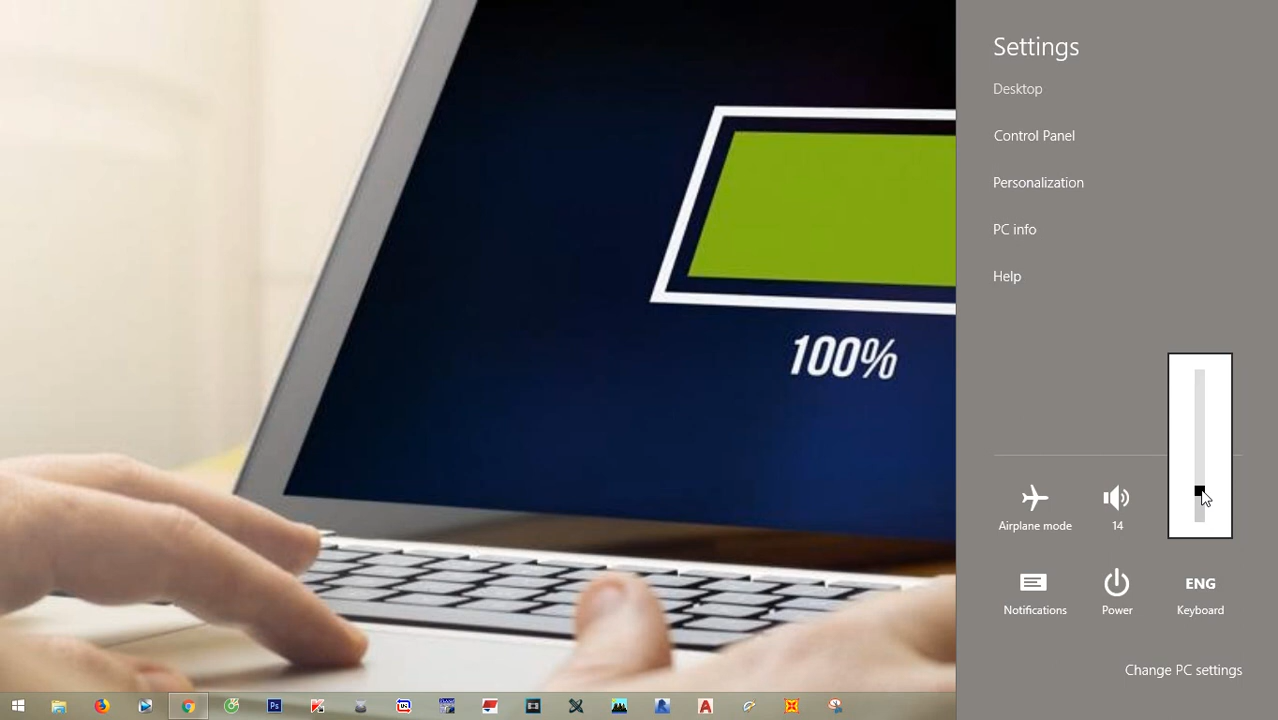 Settings
Desktop
Control Panel
Personalization
PC info
Help
100%
Airplane mode
14
Notifications
Power
ENG
Keyboard
Change PC settings
Ps